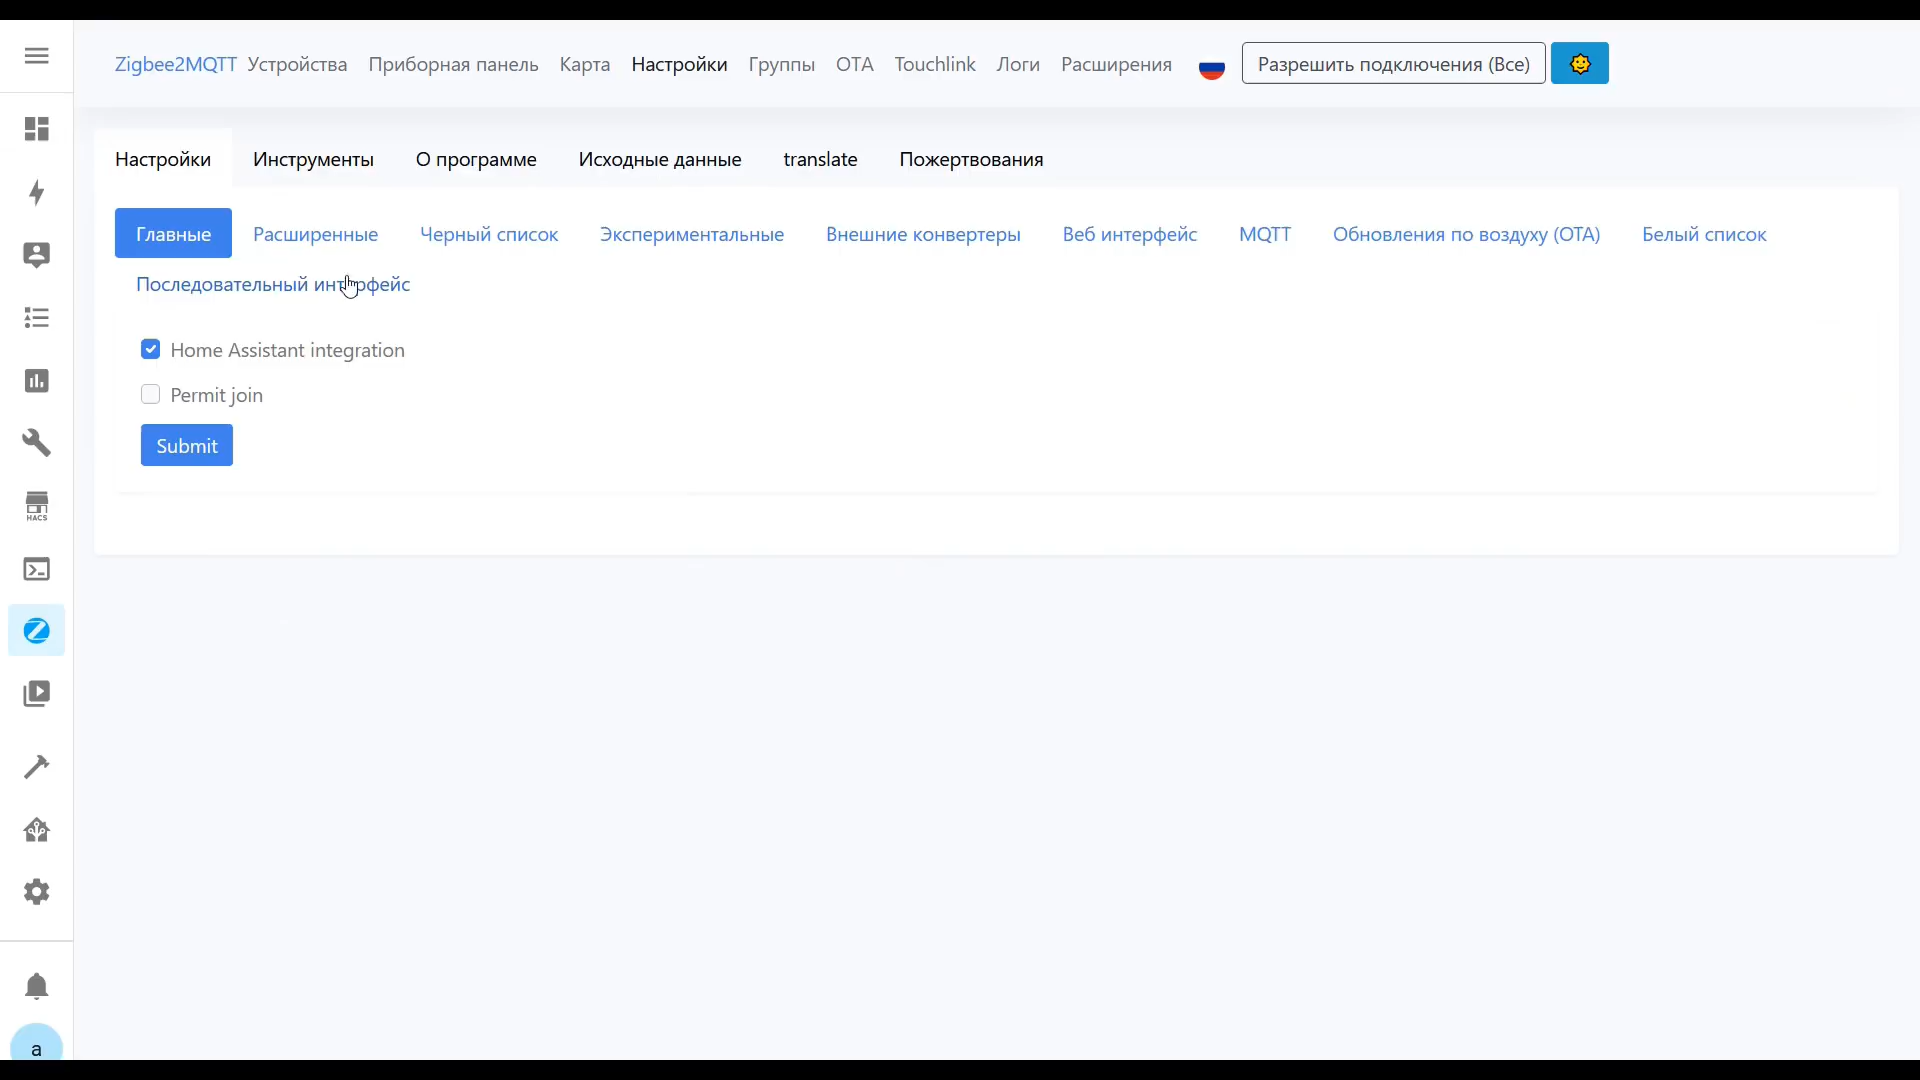 Zigbee2MQTT Устройства Приборная панель Карта Настройки Группы OTA Touchlink Логи Расширения Разрешить подключения (Все)
Настройки Инструменты О программе Исходные данные translate Пожертвования
Главные Расширенные Черный список Экспериментальные Внешние конвертеры Веб интерфейс MQTT Обновления по воздуху (OTA) Белый список
Последовательный интерфейс
Home Assistant integration
Permit join
Submit
HACS
a